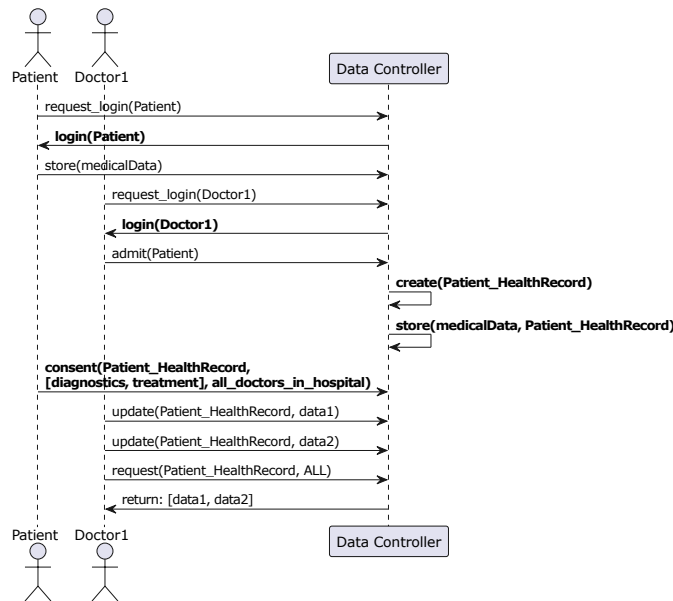 Patient Doctor1 Data Controller
request_login(Patient)
login(Patient)
store(medicalData)
request_login(Doctor1)
login(Doctor1)
admit(Patient)
create(Patient_HealthRecord)
store(medicalData, Patient_HealthRecord)
consent(Patient_HealthRecord,
[diagnostics, treatment], all_doctors_in_hospital)
update(Patient_HealthRecord, data1)
update(Patient_HealthRecord, data2)
request(Patient_HealthRecord, ALL)
return: [data1, data2]
Patient Doctor1 Data Controller